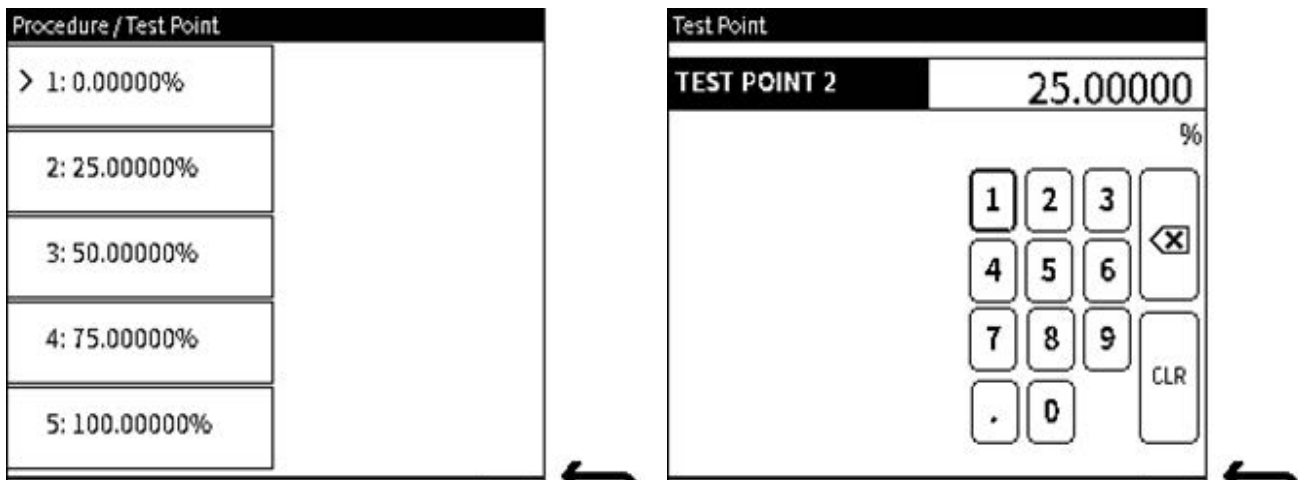 Procedure / Test Point
> 1: 0.00000%
2: 25.00000%
3: 50.00000%
4: 75.00000%
5: 100.00000%
Test Point
TEST POINT 2 25.00000
%
1 2 3
4 5 6
7 8 9
CLR
. 0